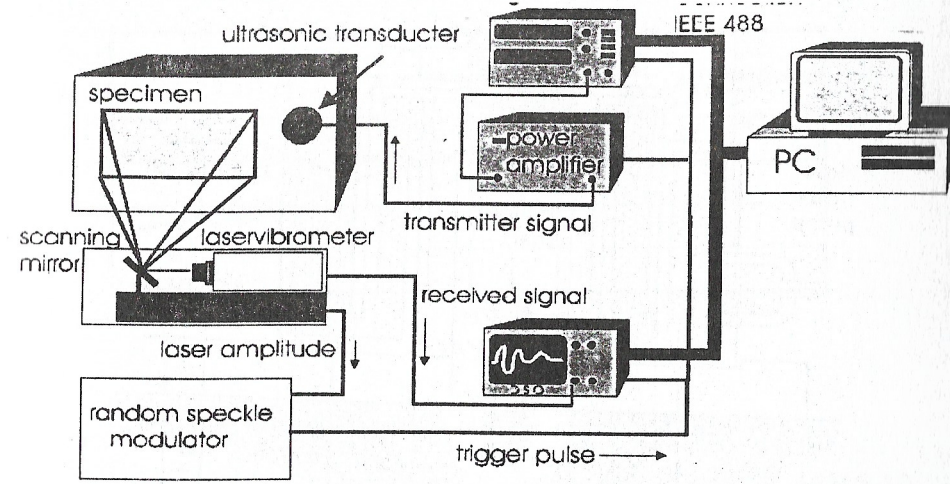 IEEE 488
ultrasonic transducter
specimen
power
amplifier
PC
transmitter signal
scanning
mirror
laservibrometer
received signal
laser amplitude
DSO
random speckle
modulator
trigger pulse